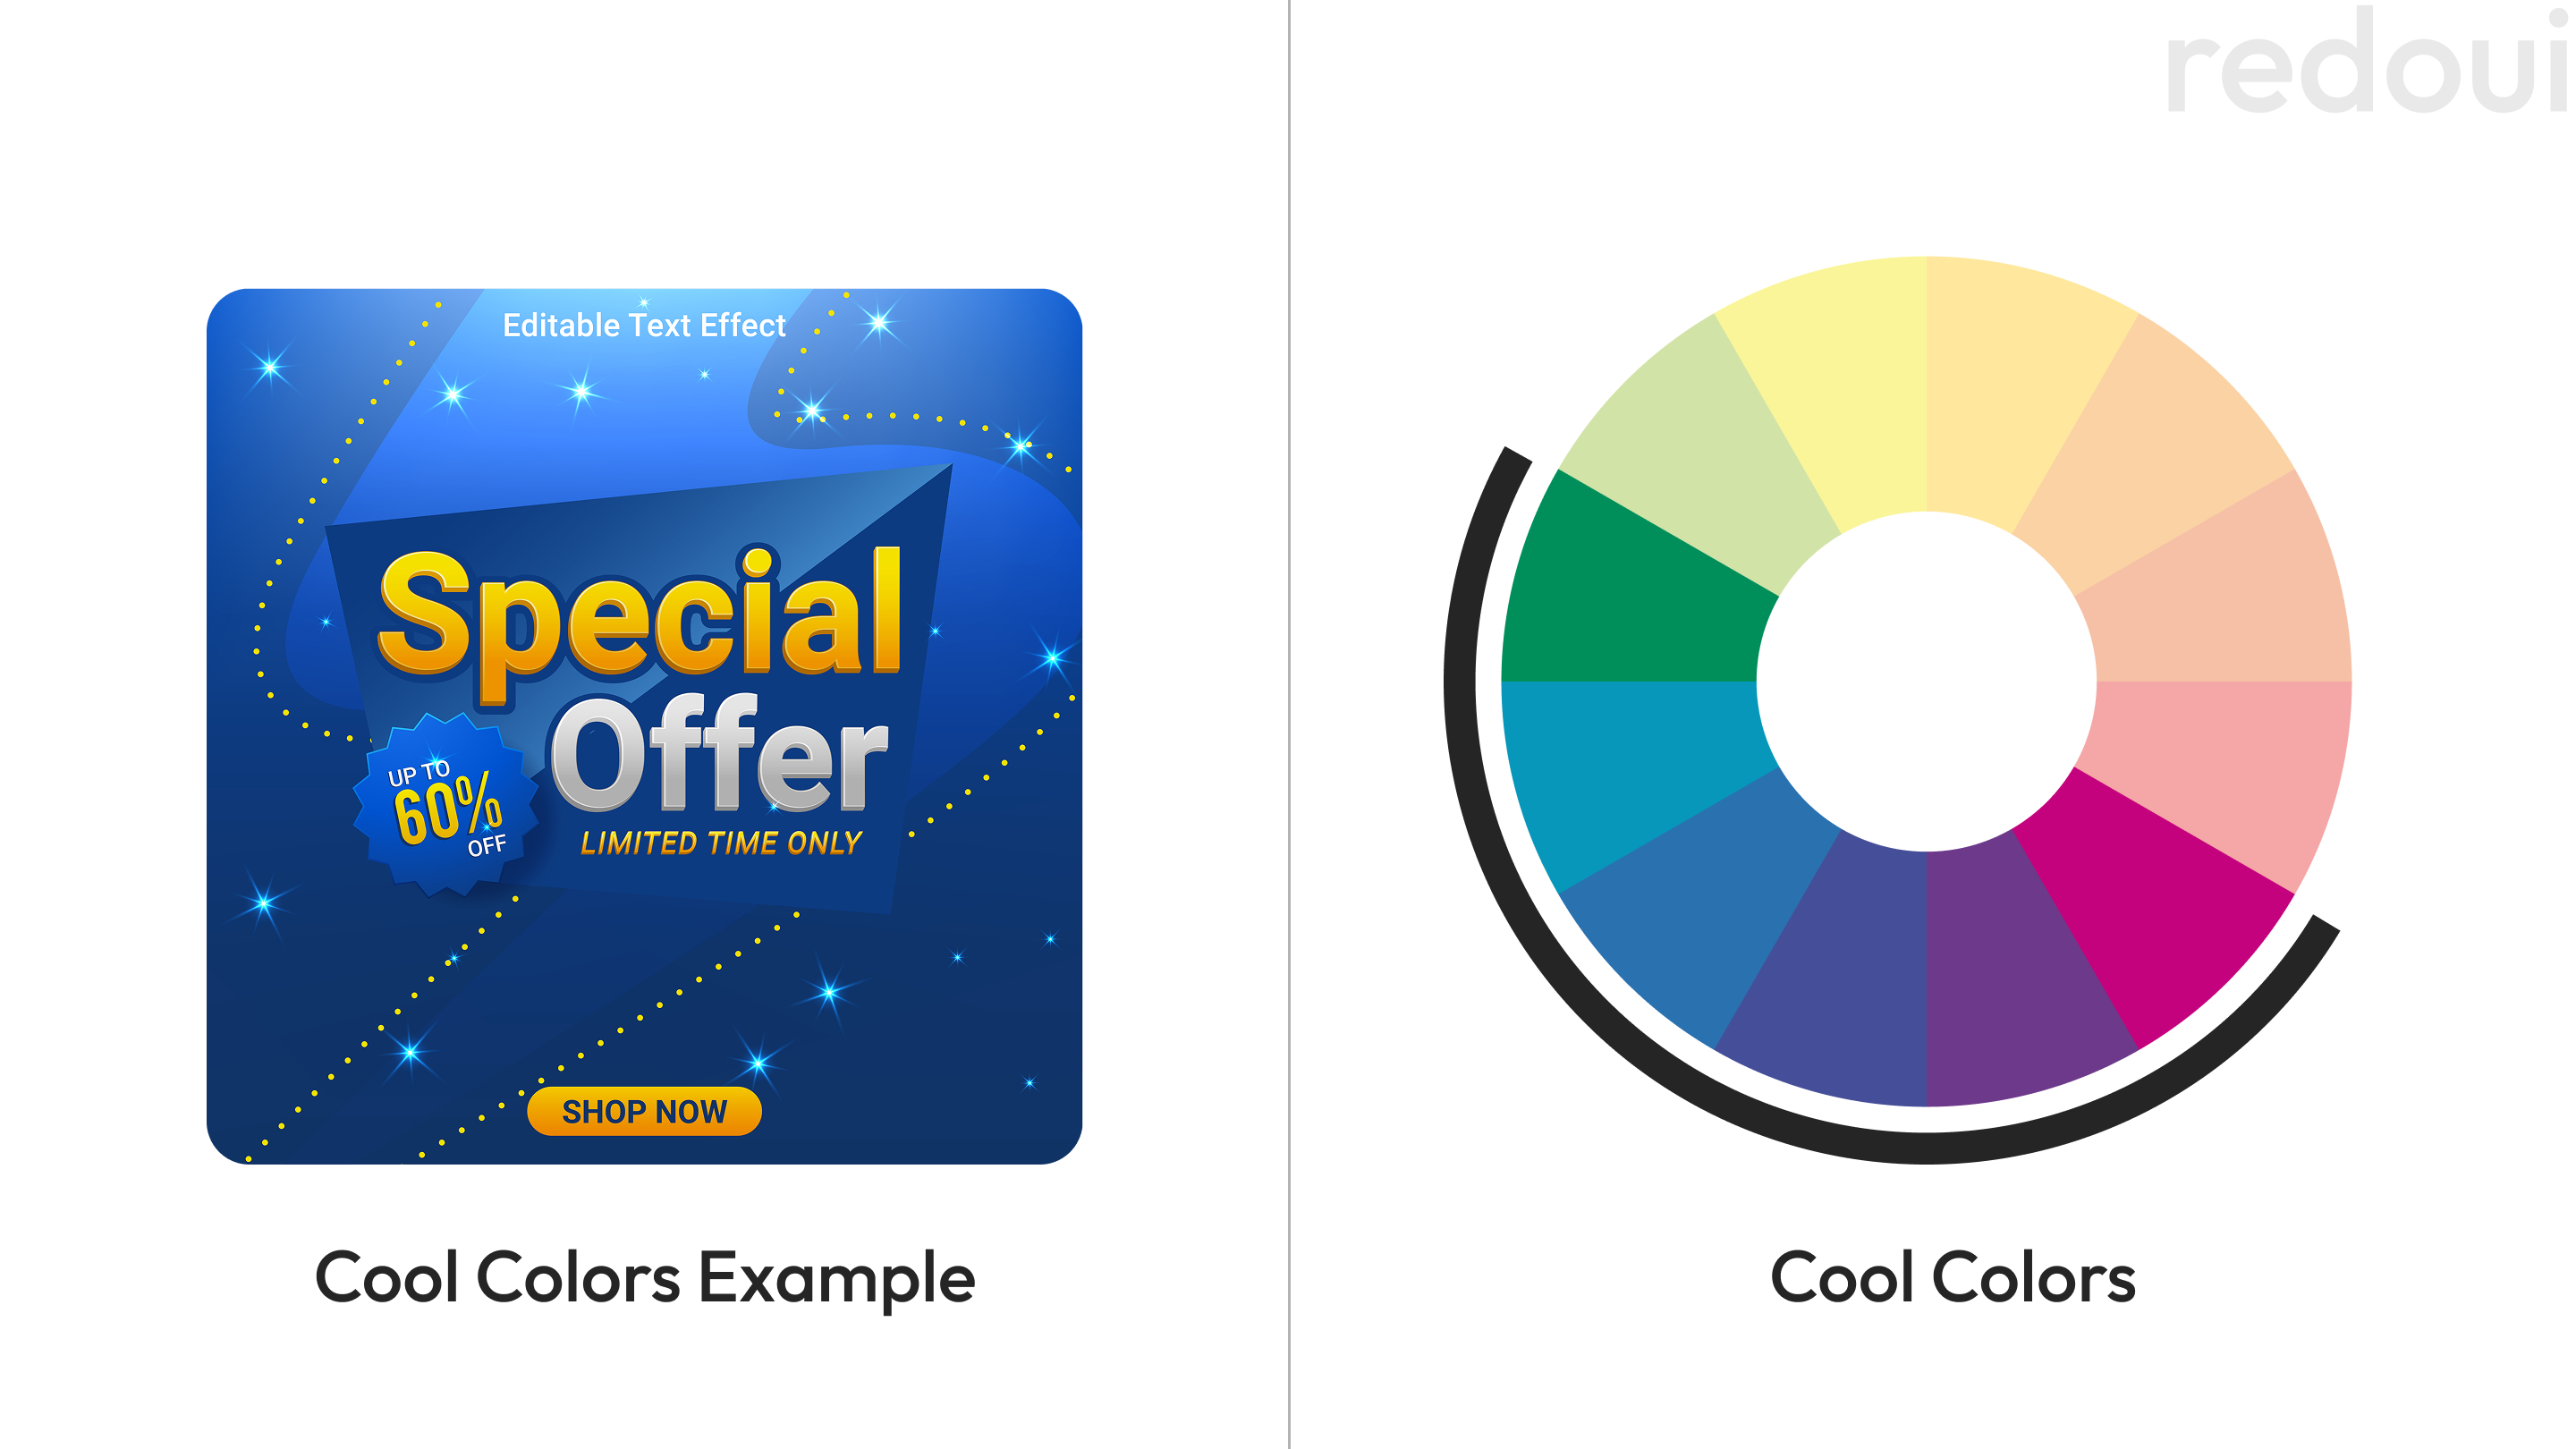 redoui
Editable Text Effect
Special
Offer
UP TO
60%
OFF
LIMITED TIME ONLY
SHOP NOW
Cool Colors Example
Cool Colors